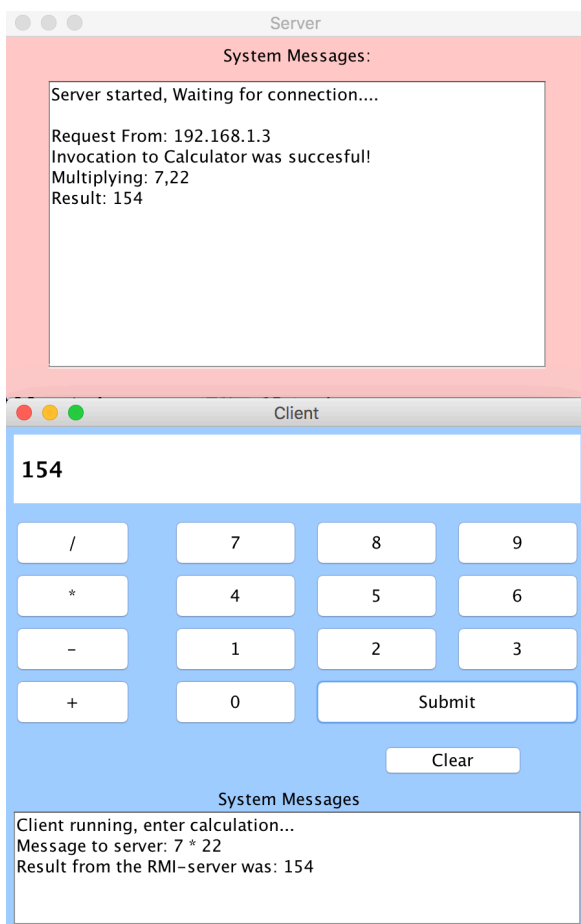 Server
System Messages:
Server started, Waiting for connection....
Request From: 192.168.1.3
Invocation to Calculator was succesful!
Multiplying: 7,22
Result: 154
Client
154
/ 7 8 9
* 4 5 6
- 1 2 3
+ 0 Submit
Clear
System Messages
Client running, enter calculation...
Message to server: 7 * 22
Result from the RMI-server was: 154